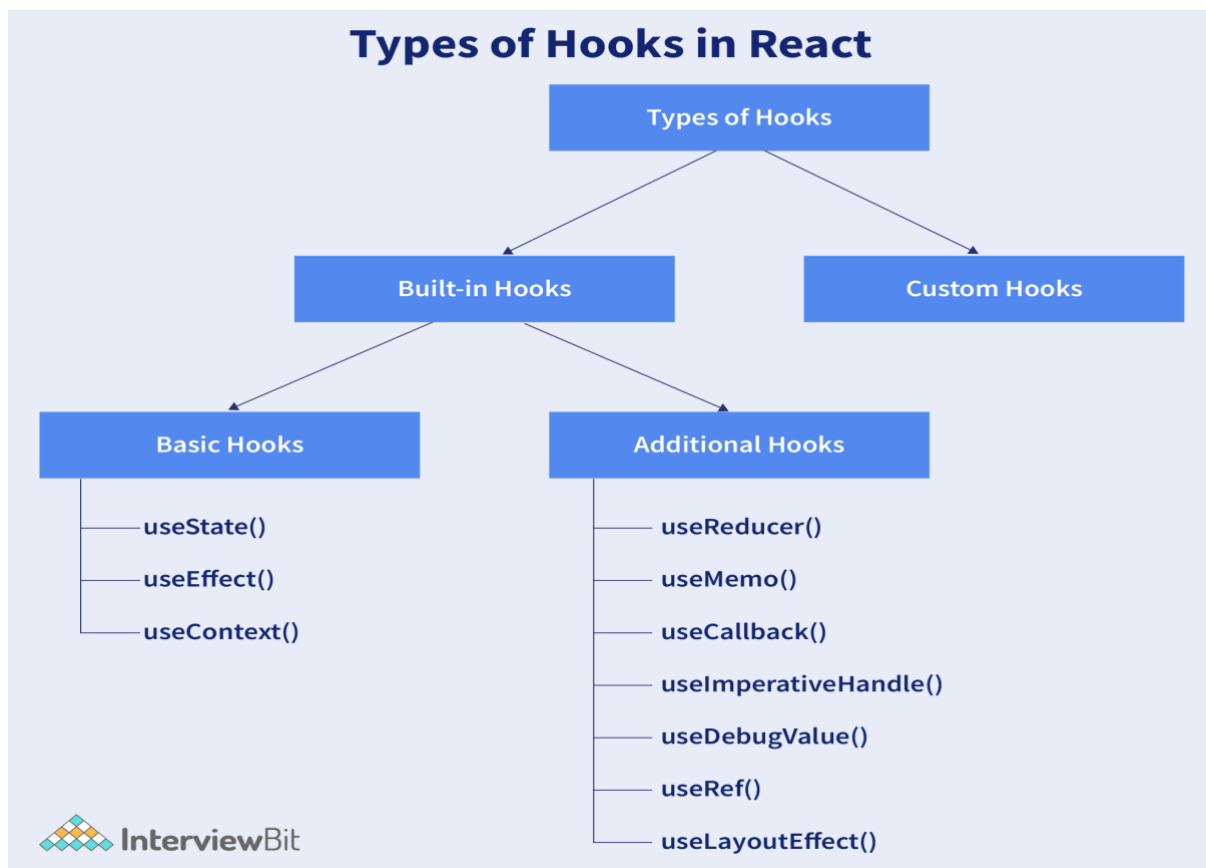 Types of Hooks in React
Types of Hooks
Built-in Hooks
Custom Hooks
Basic Hooks
useState()
useEffect()
useContext()
Additional Hooks
useReducer()
useMemo()
useCallback()
useImperativeHandle()
useDebugValue()
useRef()
useLayoutEffect()
InterviewBit